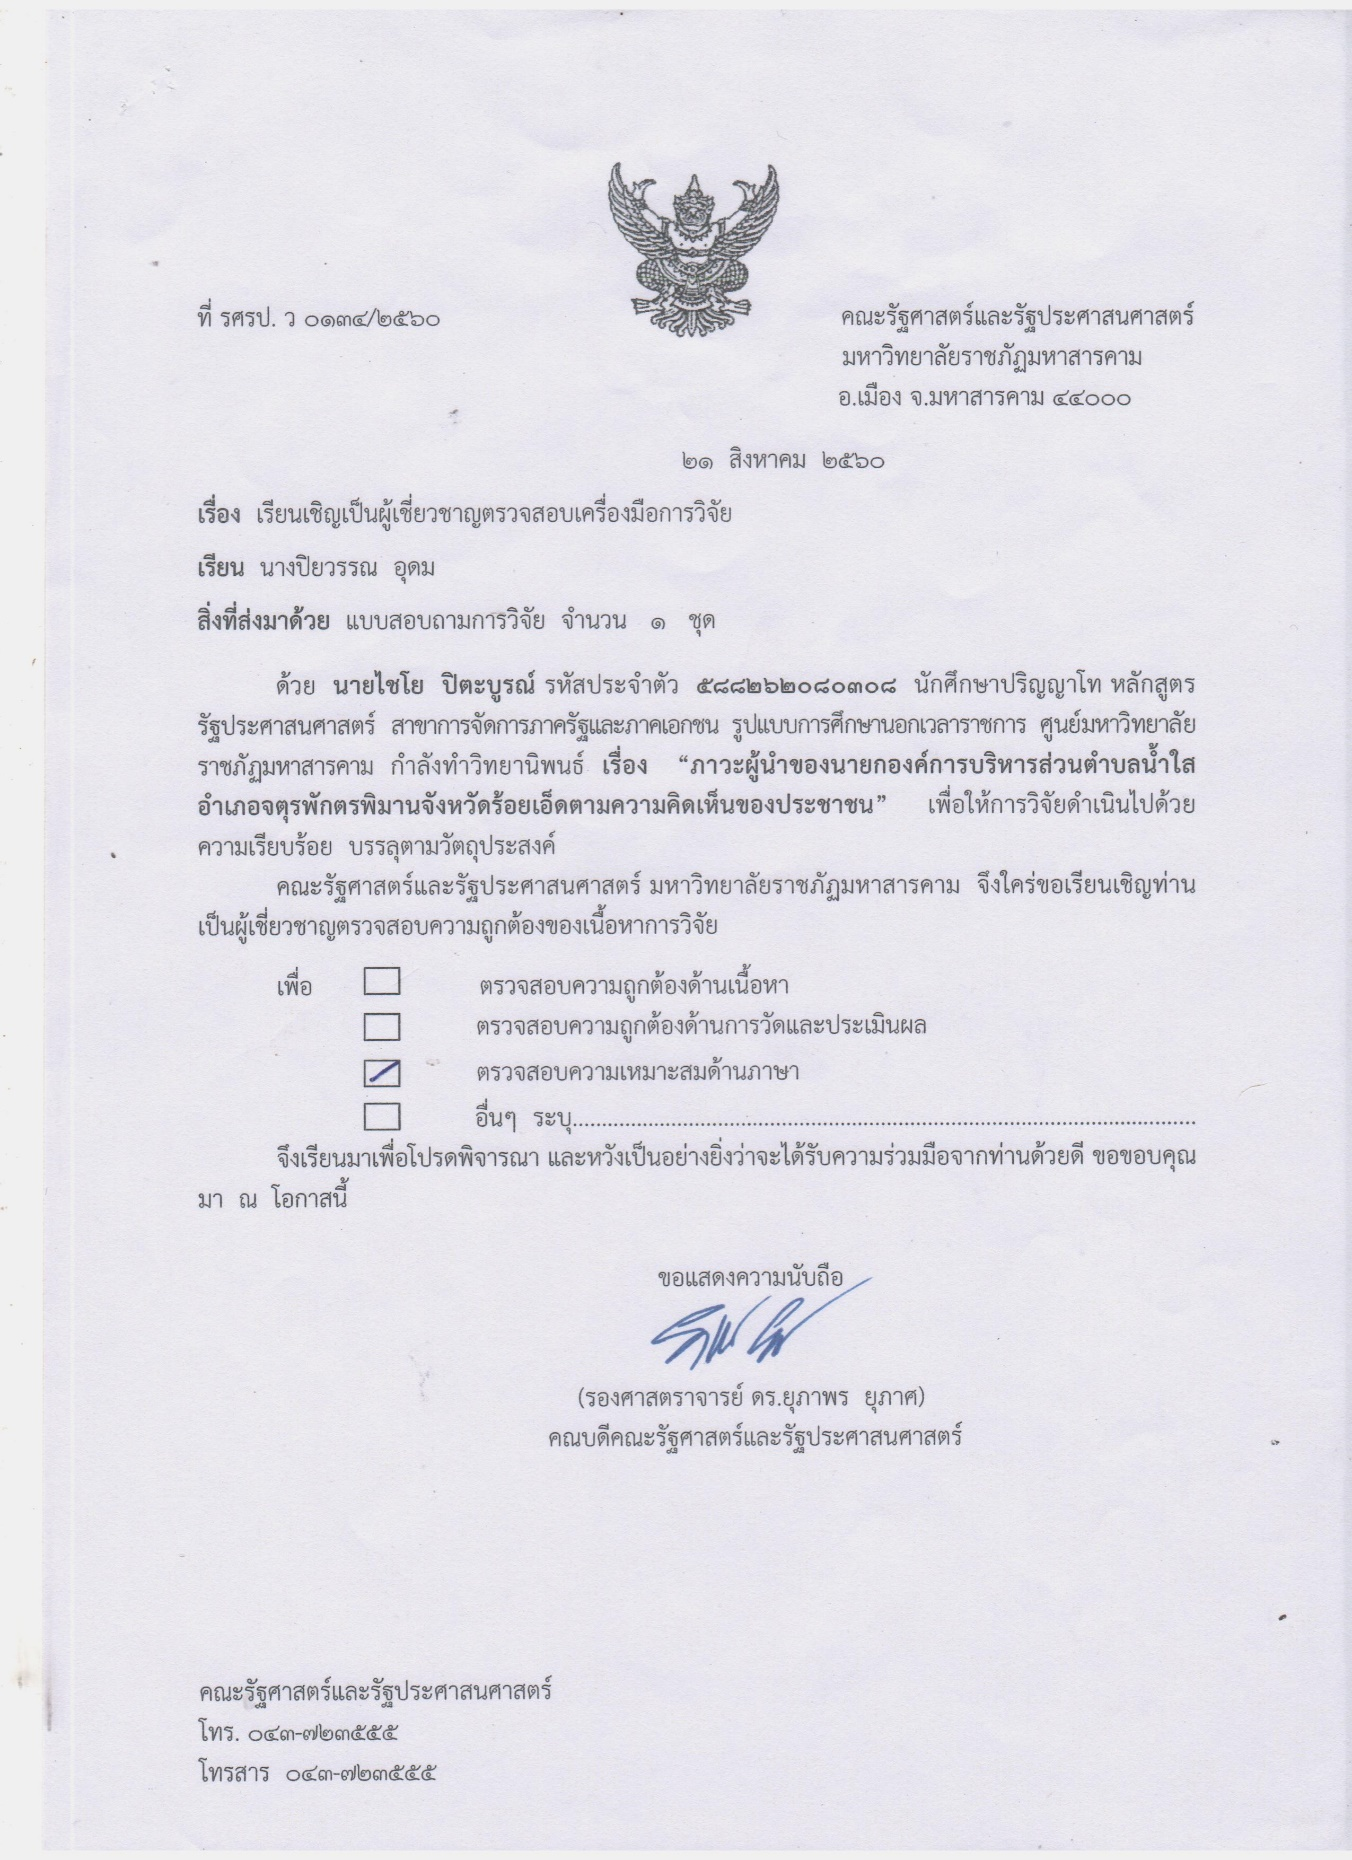 ที่ รศรป. ว ๐๑๓๔/๒๕๖๐
คณะรัฐศาสตร์และรัฐประศาสนศาสตร์
มหาวิทยาลัยราชภัฏมหาสารคาม
อ.เมือง จ.มหาสารคาม ๔๔๐๐๐
๒๑ สิงหาคม ๒๕๖๐
เรื่อง เรียนเชิญเป็นผู้เชี่ยวชาญตรวจสอบเครื่องมือการวิจัย
เรียน นางปิยวรรณ อุดม
สิ่งที่ส่งมาด้วย แบบสอบถามการวิจัย จำนวน ๑ ชุด
ด้วย นายไชโย ปิตะบูรณ์ รหัสประจำตัว ๕๘๘๒๖๒๐๘๐๓๐๘ นักศึกษาปริญญาโท หลักสูตร
รัฐประศาสนศาสตร์ สาขาการจัดการภาครัฐและภาคเอกชน รูปแบบการศึกษานอกเวลาราชการ ศูนย์มหาวิทยาลัย
ราชภัฏมหาสารคาม กำลังทำวิทยานิพนธ์ เรื่อง “ภาวะผู้นำของนายกองค์การบริหารส่วนตำบลน้ำใส
อำเภอจตุรพักตรพิมานจังหวัดร้อยเอ็ดตามความคิดเห็นของประชาชน” เพื่อให้การวิจัยดำเนินไปด้วย
ความเรียบร้อย บรรลุตามวัตถุประสงค์
คณะรัฐศาสตร์และรัฐประศาสนศาสตร์ มหาวิทยาลัยราชภัฏมหาสารคาม จึงใคร่ขอเรียนเชิญท่าน
เป็นผู้เชี่ยวชาญตรวจสอบความถูกต้องของเนื้อหาการวิจัย
เพื่อ ตรวจสอบความถูกต้องด้านเนื้อหา
ตรวจสอบความถูกต้องด้านการวัดและประเมินผล
ตรวจสอบความเหมาะสมด้านภาษา
อื่นๆ ระบุ..........................................................................................................
จึงเรียนมาเพื่อโปรดพิจารณา และหวังเป็นอย่างยิ่งว่าจะได้รับความร่วมมือจากท่านด้วยดี ขอขอบคุณ
มา ณ โอกาสนี้
ขอแสดงความนับถือ
(รองศาสตราจารย์ ดร.ยุภาพร ยุภาศ)
คณบดีคณะรัฐศาสตร์และรัฐประศาสนศาสตร์
คณะรัฐศาสตร์และรัฐประศาสนศาสตร์
โทร. ๐๔๓-๗๒๓๕๕๕
โทรสาร ๐๔๓-๗๒๓๕๕๕